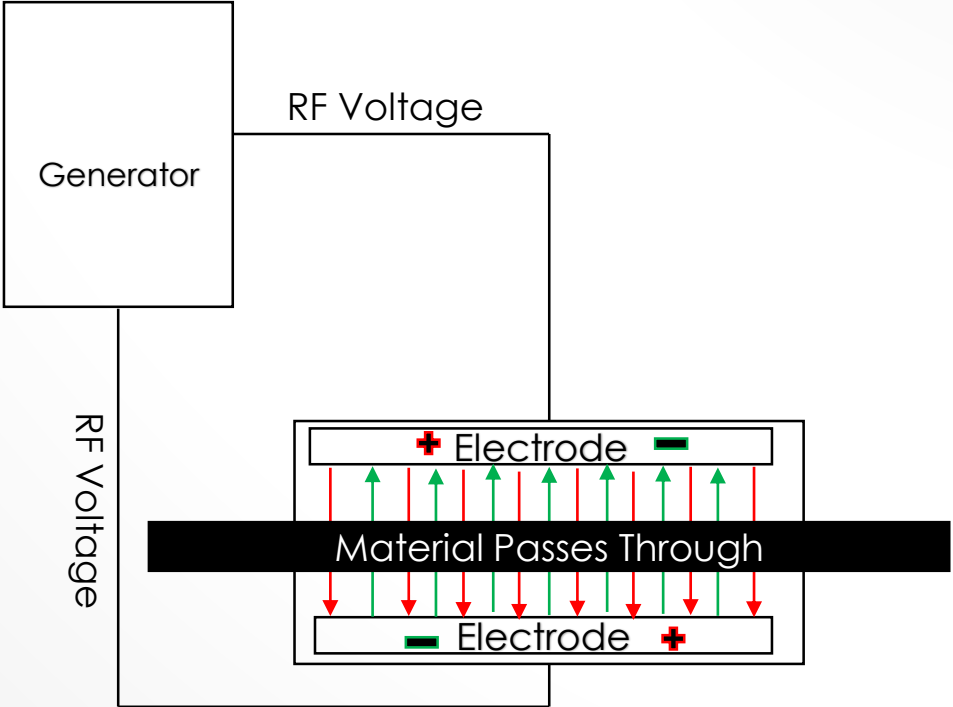 RF Voltage
Generator
RF Voltage
+ Electrode -
Material Passes Through
- Electrode +